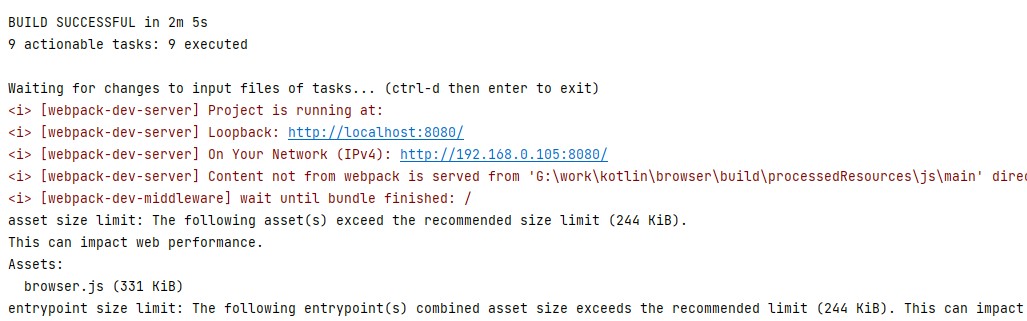 BUILD SUCCESSFUL in 2m 5s
9 actionable tasks: 9 executed
Waiting for changes to input files of tasks... (ctrl-d then enter to exit)
<i> [webpack-dev-server] Project is running at:
<i> [webpack-dev-server] Loopback: http://localhost:8080/
<i> [webpack-dev-server] On Your Network (IPv4): http://192.168.0.105:8080/
<i> [webpack-dev-server] Content not from webpack is served from 'G:\work\kotlin\browser\build\processedResources\js\main' direc
<i> [webpack-dev-middleware] wait until bundle finished: /
asset size limit: The following asset(s) exceed the recommended size limit (244 KiB).
This can impact web performance.
Assets:
  browser.js (331 KiB)
entrypoint size limit: The following entrypoint(s) combined asset size exceeds the recommended limit (244 KiB). This can impact